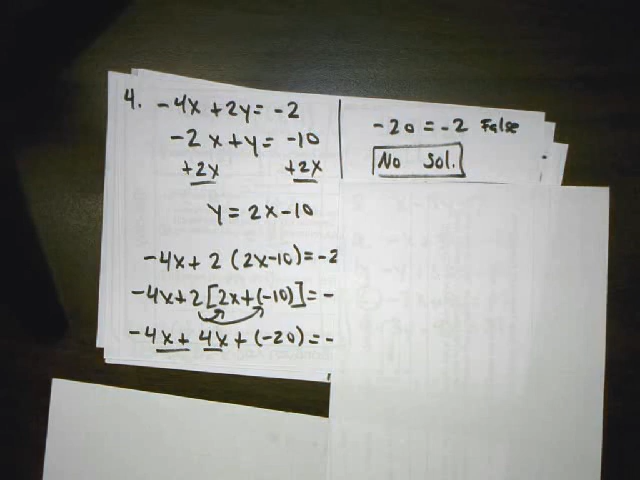 4. -4x + 2y = -2
-2x + y = -10
+2x +2x
y = 2x - 10
-4x + 2 (2x-10) = -2
-4x + 2 [2x + (-10)] = -
-4x + 4x + (-20) = -
-20 = -2 False
No Sol.